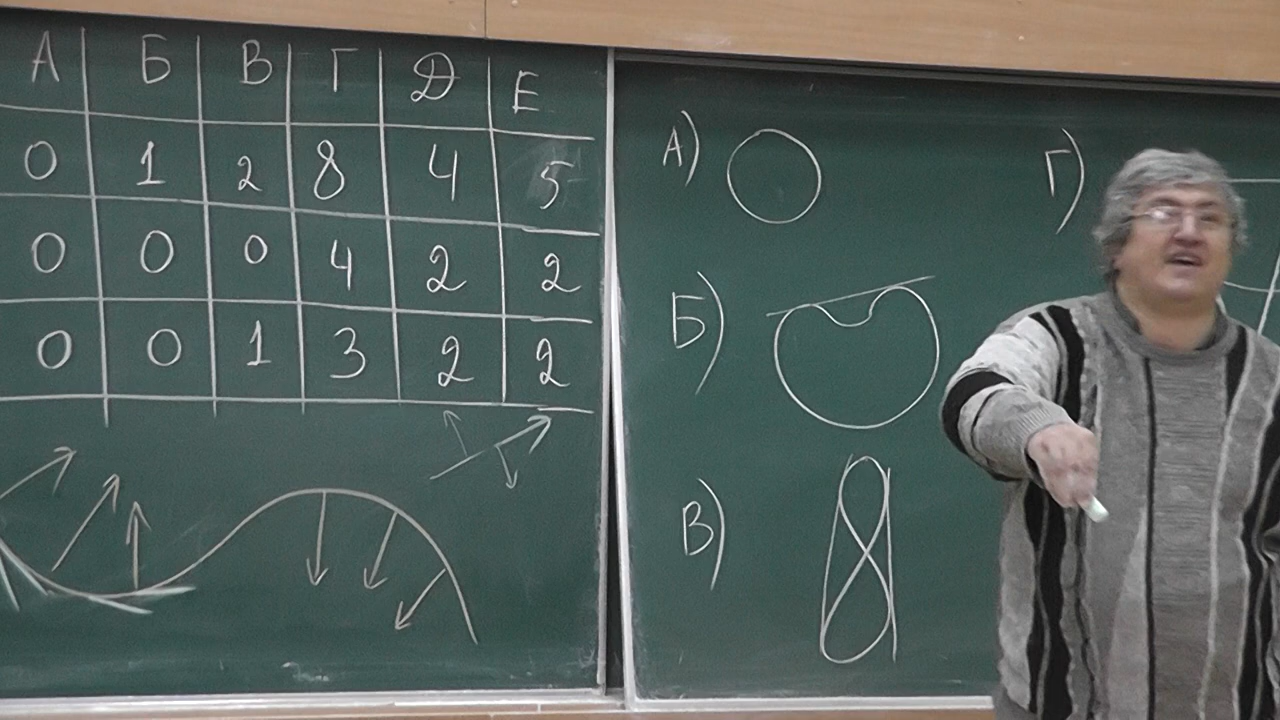 А Б В Г Д Е
0 1 2 8 4 5
0 0 0 4 2 2
0 0 1 3 2 2
А)
Б)
В)
Г)